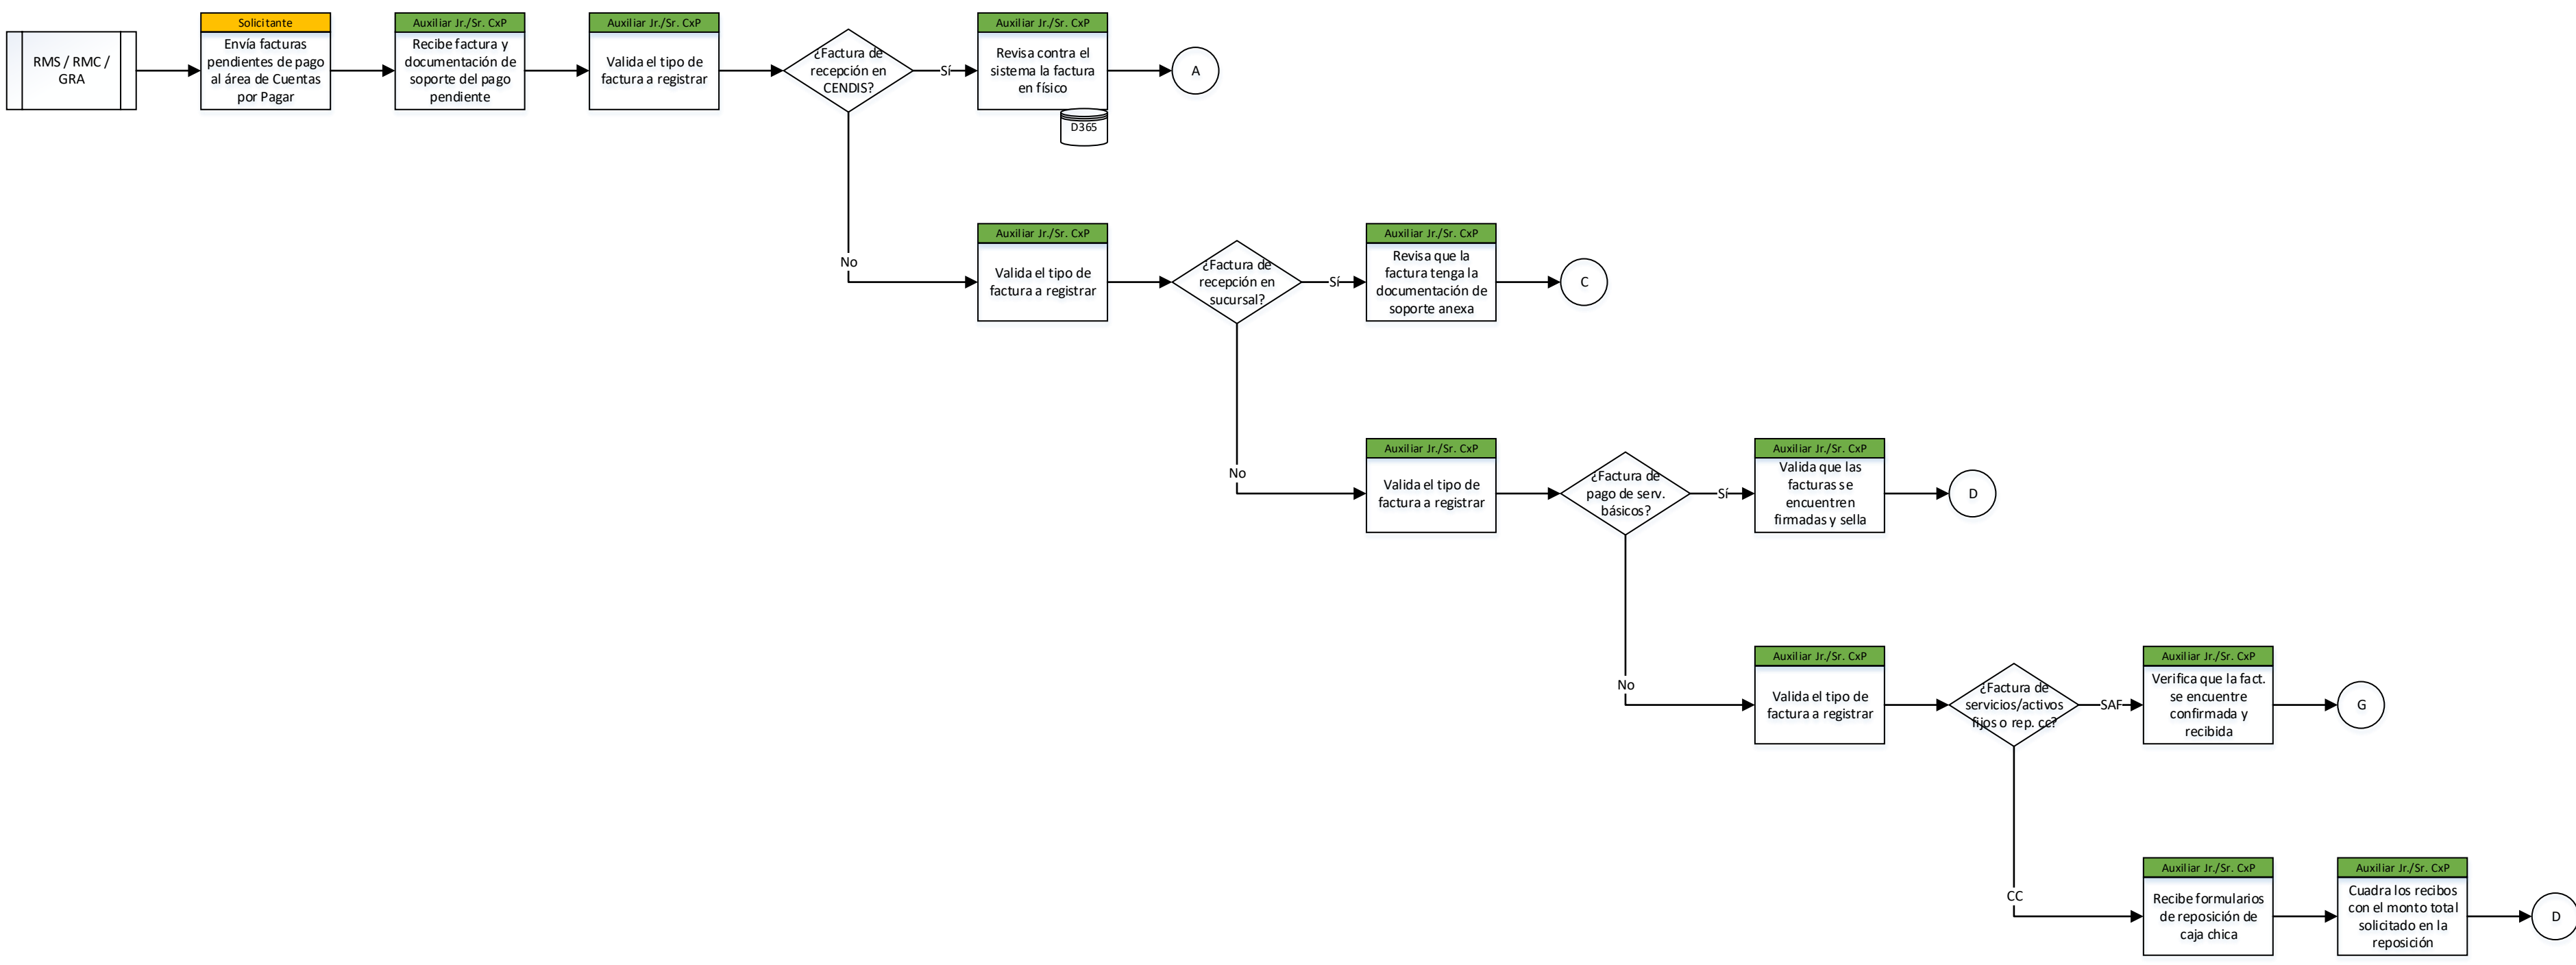 RMS / RMC /
GRA
Solicitante
Envía facturas
pendientes de pago
al área de Cuentas
por Pagar
Auxiliar Jr./Sr. CxP
Recibe factura y
documentación de
soporte del pago
pendiente
Auxiliar Jr./Sr. CxP
Valida el tipo de
factura a registrar
¿Factura de
recepción en
CENDIS?
Sí
Auxiliar Jr./Sr. CxP
Revisa contra el
sistema la factura
en físico
D365
A
No
Auxiliar Jr./Sr. CxP
Valida el tipo de
factura a registrar
¿Factura de
recepción en
sucursal?
Sí
Auxiliar Jr./Sr. CxP
Revisa que la
factura tenga la
documentación de
soporte anexa
C
No
Auxiliar Jr./Sr. CxP
Valida el tipo de
factura a registrar
¿Factura de
pago de serv.
básicos?
Sí
Auxiliar Jr./Sr. CxP
Valida que las
facturas se
encuentren
firmadas y sella
D
No
Auxiliar Jr./Sr. CxP
Valida el tipo de
factura a registrar
¿Factura de
servicios/activos
fijos o rep. cc?
SAF
Auxiliar Jr./Sr. CxP
Verifica que la fact.
se encuentre
confirmada y
recibida
G
CC
Auxiliar Jr./Sr. CxP
Recibe formularios
de reposición de
caja chica
Auxiliar Jr./Sr. CxP
Cuadra los recibos
con el monto total
solicitado en la
reposición
D